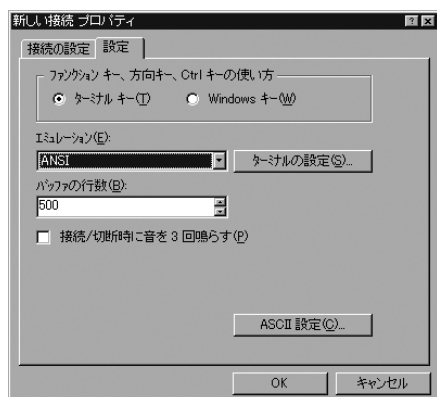 新しい接続 プロパティ
接続の設定 設定
ファンクション キー、方向キー、Ctrl キーの使い方
ターミナル キー(T) Windows キー(W)
エミュレーション(E):
ANSI ターミナルの設定(S)...
バッファの行数(B):
500
接続/切断時に音を 3 回鳴らす(P)
ASCII 設定(C)...
OK キャンセル